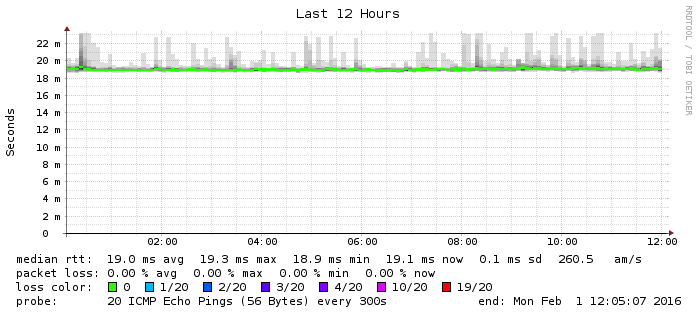 Last 12 Hours
RRDTOOL / TOBI OETIKER
Seconds
22 m
20 m
18 m
16 m
14 m
12 m
10 m
8 m
6 m
4 m
2 m
0
02:00 04:00 06:00 08:00 10:00 12:00
median rtt: 19.0 ms avg 19.3 ms max 18.9 ms min 19.1 ms now 0.1 ms sd 260.5 am/s
packet loss: 0.00 % avg 0.00 % max 0.00 % min 0.00 % now
loss color: 0 1/20 2/20 3/20 4/20 10/20 19/20
probe: 20 ICMP Echo Pings (56 Bytes) every 300s end: Mon Feb 1 12:05:07 2016